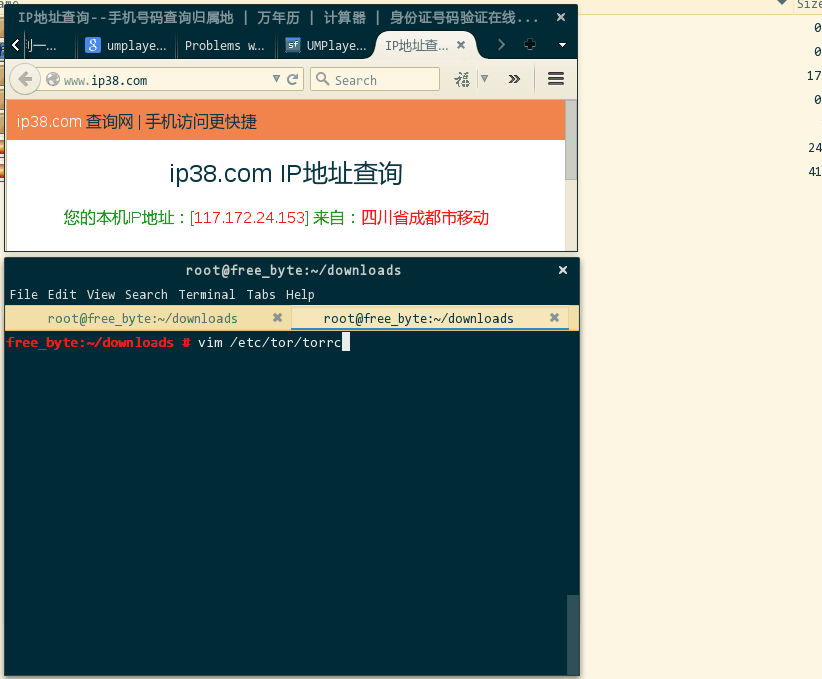 IP地址查询--手机号码查询归属地 | 万年历 | 计算器 | 身份证号码验证在线...
umplaye...
Problems w...
UMPlaye...
IP地址查...
www.ip38.com
Search
ip38.com 查询网 | 手机访问更快捷
ip38.com IP地址查询
您的本机IP地址：[117.172.24.153] 来自：四川省成都市移动
Size
0
0
17
0
24
41
root@free_byte:~/downloads
File Edit View Search Terminal Tabs Help
root@free_byte:~/downloads
root@free_byte:~/downloads
free_byte:~/downloads # vim /etc/tor/torrc